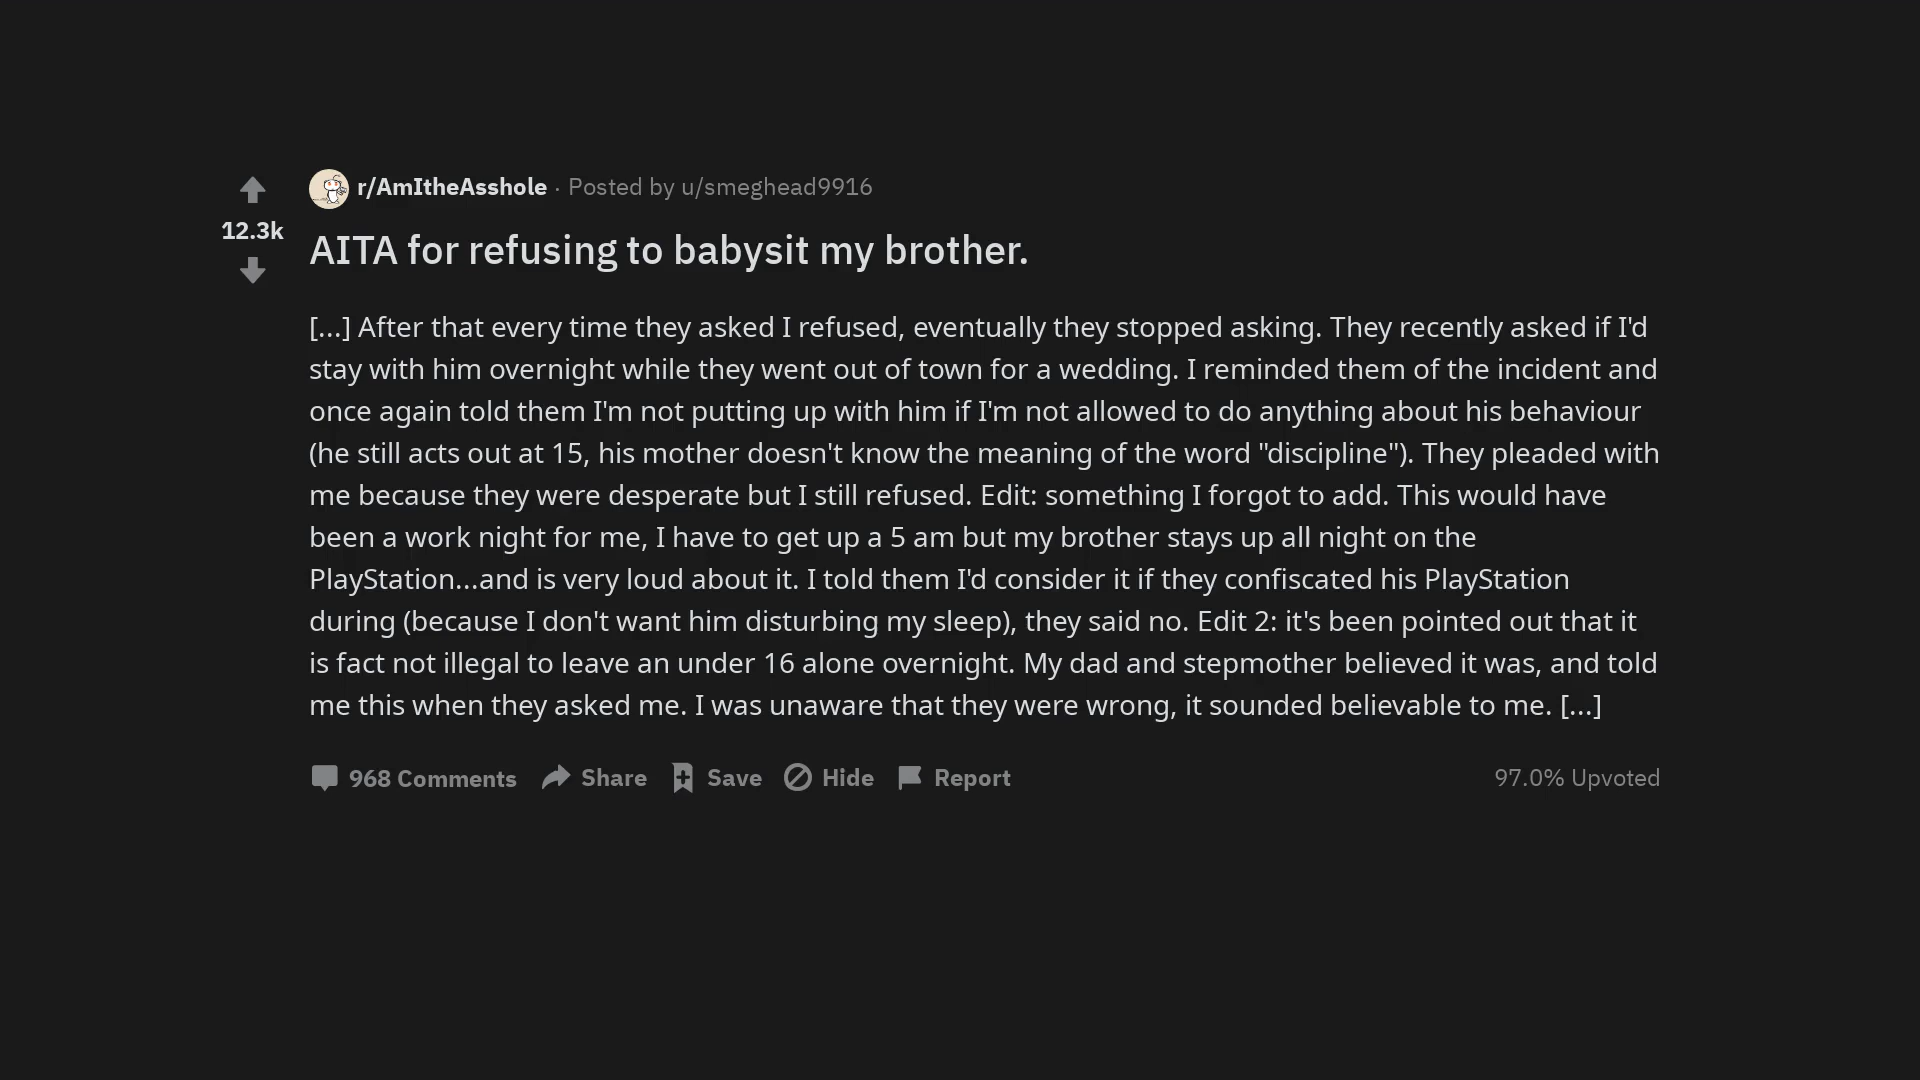 r/AmItheAsshole · Posted by u/smeghead9916
12.3k
AITA for refusing to babysit my brother.
[...] After that every time they asked I refused, eventually they stopped asking. They recently asked if I'd
stay with him overnight while they went out of town for a wedding. I reminded them of the incident and
once again told them I'm not putting up with him if I'm not allowed to do anything about his behaviour
(he still acts out at 15, his mother doesn't know the meaning of the word "discipline"). They pleaded with
me because they were desperate but I still refused. Edit: something I forgot to add. This would have
been a work night for me, I have to get up a 5 am but my brother stays up all night on the
PlayStation...and is very loud about it. I told them I'd consider it if they confiscated his PlayStation
during (because I don't want him disturbing my sleep), they said no. Edit 2: it's been pointed out that it
is fact not illegal to leave an under 16 alone overnight. My dad and stepmother believed it was, and told
me this when they asked me. I was unaware that they were wrong, it sounded believable to me. [...]
968 Comments Share Save Hide Report 97.0% Upvoted